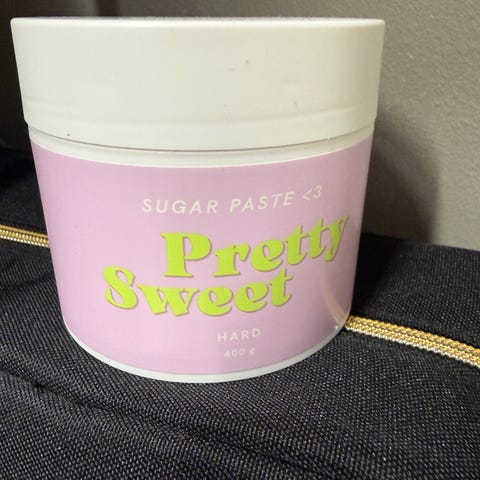 SUGAR PASTE <3
Pretty
Sweet
HARD
400 g